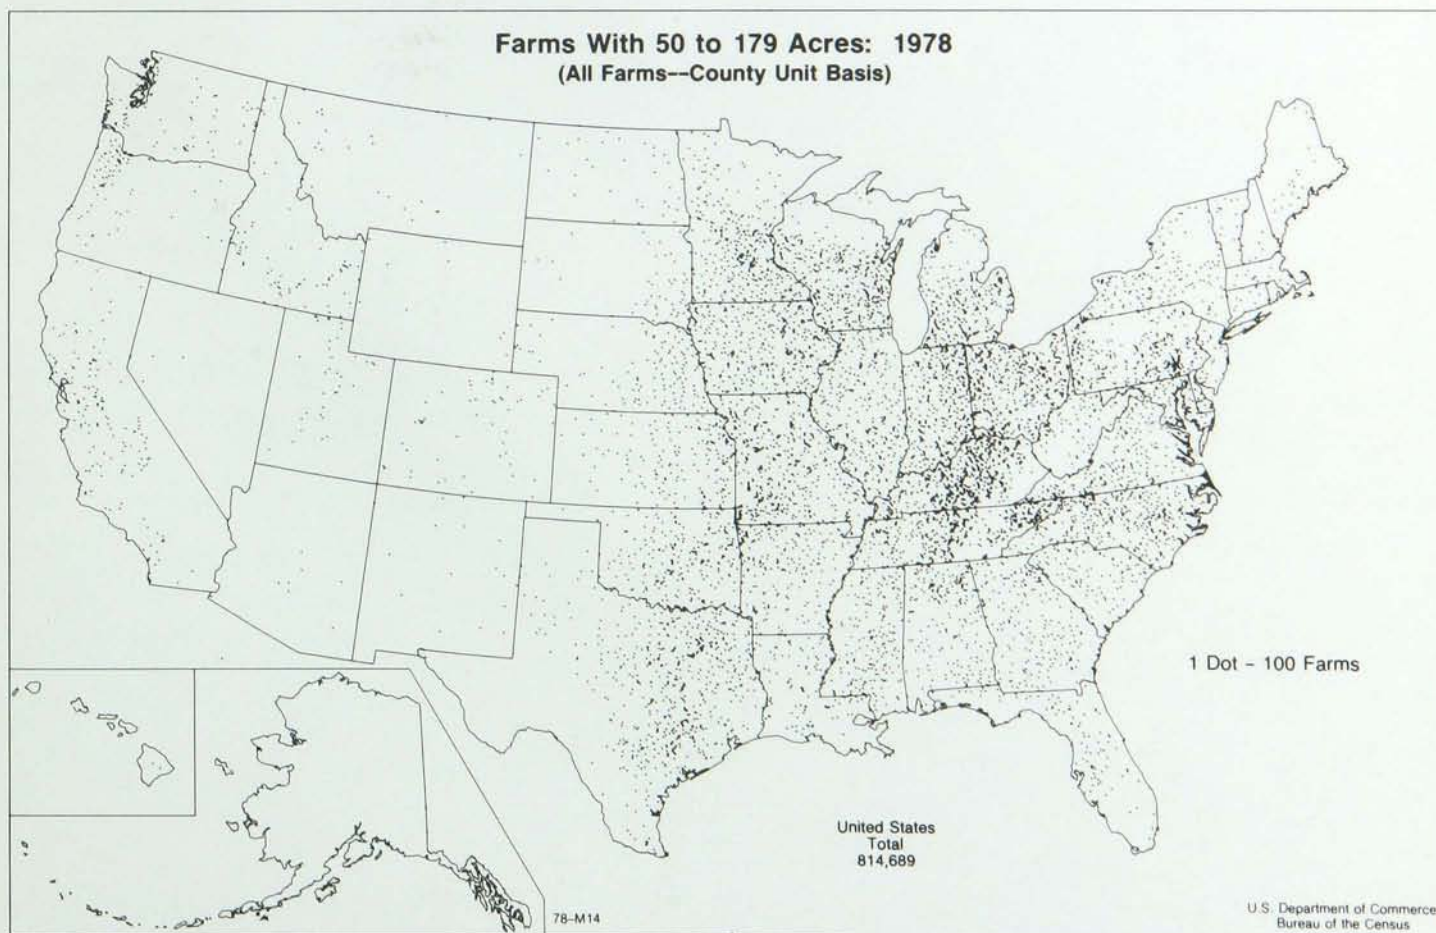 Farms With 50 to 179 Acres: 1978
(All Farms--County Unit Basis)
1 Dot - 100 Farms
United States
Total
814,689
78-M14
U.S. Department of Commerce
Bureau of the Census